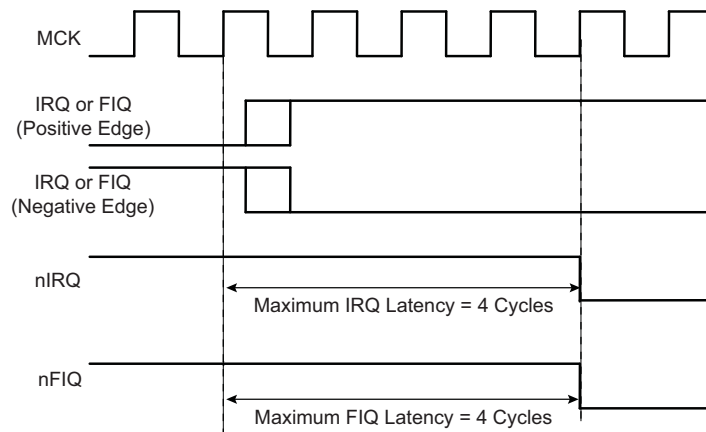 MCK
IRQ or FIQ
(Positive Edge)
IRQ or FIQ
(Negative Edge)
nIRQ
Maximum IRQ Latency = 4 Cycles
nFIQ
Maximum FIQ Latency = 4 Cycles